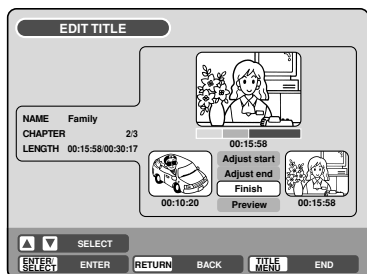 EDIT TITLE
NAME Family
CHAPTER 2/3
LENGTH 00:15:58/00:30:17
00:15:58
Adjust start
Adjust end
Finish
Preview
00:10:20
00:15:58
SELECT
ENTER/SELECT ENTER RETURN BACK TITLE MENU END